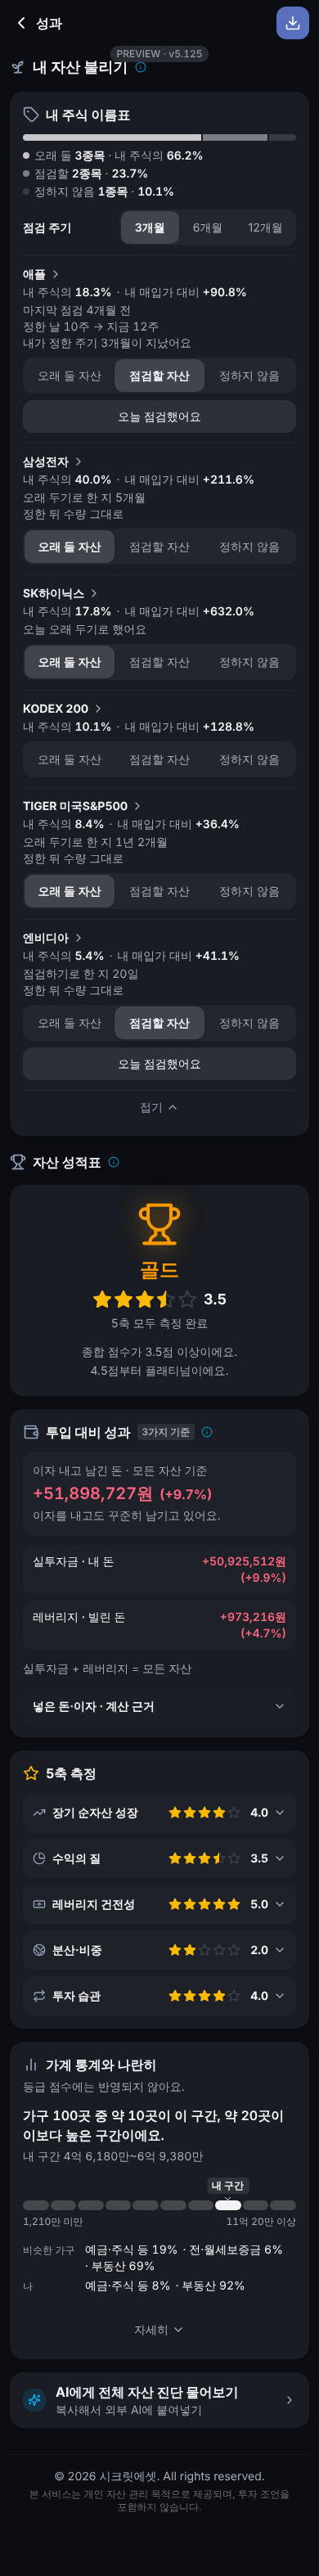 성과
PREVIEW · v5.125
내 자산 불리기
내 주식 이름표
오래 둘 3종목 · 내 주식의 66.2%
점검할 2종목 · 23.7%
정하지 않음 1종목 · 10.1%
점검 주기 3개월 6개월 12개월
애플
내 주식의 18.3% · 내 매입가 대비 +90.8%
마지막 점검 4개월 전
정한 날 10주 → 지금 12주
내가 정한 주기 3개월이 지났어요
오래 둘 자산 점검할 자산 정하지 않음
오늘 점검했어요
삼성전자
내 주식의 40.0% · 내 매입가 대비 +211.6%
오래 두기로 한 지 5개월
정한 뒤 수량 그대로
오래 둘 자산 점검할 자산 정하지 않음
SK하이닉스
내 주식의 17.8% · 내 매입가 대비 +632.0%
오늘 오래 두기로 했어요
오래 둘 자산 점검할 자산 정하지 않음
KODEX 200
내 주식의 10.1% · 내 매입가 대비 +128.8%
오래 둘 자산 점검할 자산 정하지 않음
TIGER 미국S&P500
내 주식의 8.4% · 내 매입가 대비 +36.4%
오래 두기로 한 지 1년 2개월
정한 뒤 수량 그대로
오래 둘 자산 점검할 자산 정하지 않음
엔비디아
내 주식의 5.4% · 내 매입가 대비 +41.1%
점검하기로 한 지 20일
정한 뒤 수량 그대로
오래 둘 자산 점검할 자산 정하지 않음
오늘 점검했어요
접기
자산 성적표
골드
3.5
5축 모두 측정 완료
종합 점수가 3.5점 이상이에요.
4.5점부터 플래티넘이에요.
투입 대비 성과 3가지 기준
이자 내고 남긴 돈 · 모든 자산 기준
+51,898,727원 (+9.7%)
이자를 내고도 꾸준히 남기고 있어요.
실투자금 · 내 돈 +50,925,512원
(+9.9%)
레버리지 · 빌린 돈 +973,216원
(+4.7%)
실투자금 + 레버리지 = 모든 자산
넣은 돈·이자 · 계산 근거
5축 측정
장기 순자산 성장 4.0
수익의 질 3.5
레버리지 건전성 5.0
분산·비중 2.0
투자 습관 4.0
가계 통계와 나란히
등급 점수에는 반영되지 않아요.
가구 100곳 중 약 10곳이 이 구간, 약 20곳이
이보다 높은 구간이에요.
내 구간 4억 6,180만~6억 9,380만
내 구간
1,210만 미만 11억 20만 이상
비슷한 가구 예금·주식 등 19% · 전·월세보증금 6%
· 부동산 69%
나 예금·주식 등 8% · 부동산 92%
자세히
AI에게 전체 자산 진단 물어보기
복사해서 외부 AI에 붙여넣기
© 2026 시크릿에셋. All rights reserved.
본 서비스는 개인 자산 관리 목적으로 제공되며, 투자 조언을
포함하지 않습니다.